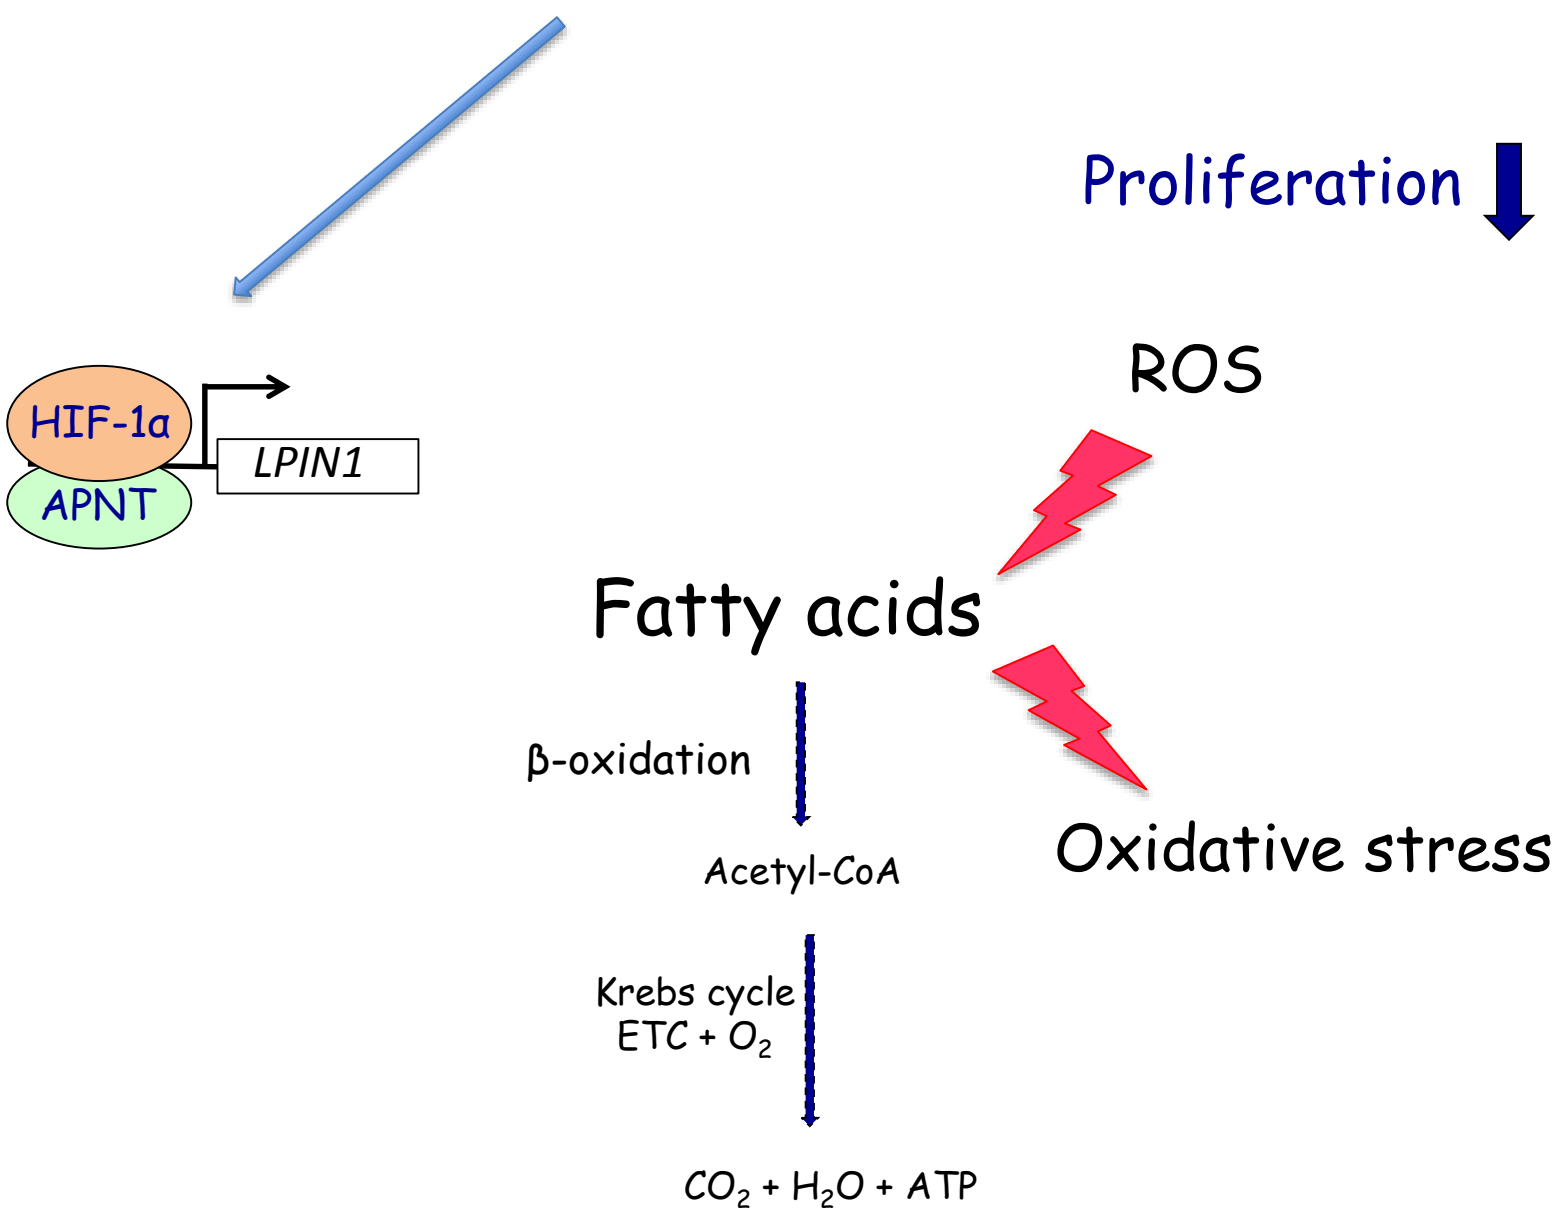 Proliferation
ROS
HIF-1α
LPIN1
APNT
Fatty acids
β-oxidation
Oxidative stress
Acetyl-CoA
Krebs cycle
ETC + O₂
CO₂ + H₂O + ATP